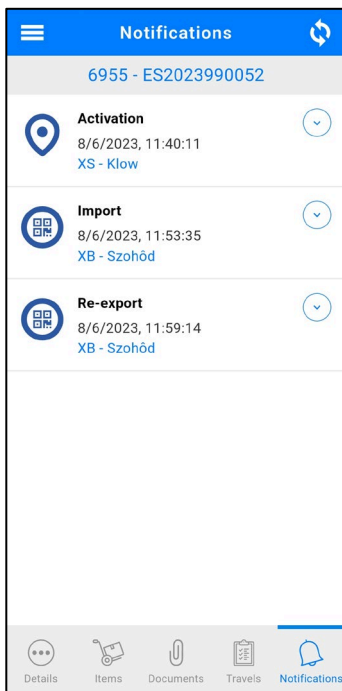 Notifications
6955 - ES2023990052
Activation
8/6/2023, 11:40:11
XS - Klow
Import
8/6/2023, 11:53:35
XB - Szohôd
Re-export
8/6/2023, 11:59:14
XB - Szohôd
Details Items Documents Travels Notifications